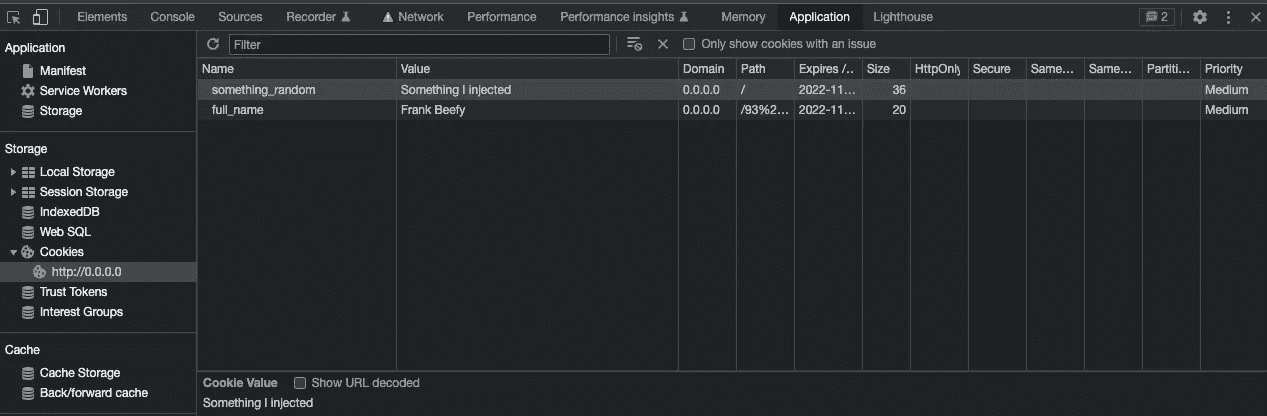 Elements Console Sources Recorder Network Performance Performance insights Memory Application Lighthouse 2
Application
Manifest
Service Workers
Storage
Storage
Local Storage
Session Storage
IndexedDB
Web SQL
Cookies
http://0.0.0.0
Trust Tokens
Interest Groups
Cache
Cache Storage
Back/forward cache
Filter Only show cookies with an issue
Name Value Domain Path Expires /... Size HttpOnly Secure Same... Same... Partiti... Priority
something_random Something I injected 0.0.0.0 / 2022-11... 36 Medium
full_name Frank Beefy 0.0.0.0 /93%2... 2022-11... 20 Medium
Cookie Value Show URL decoded
Something I injected